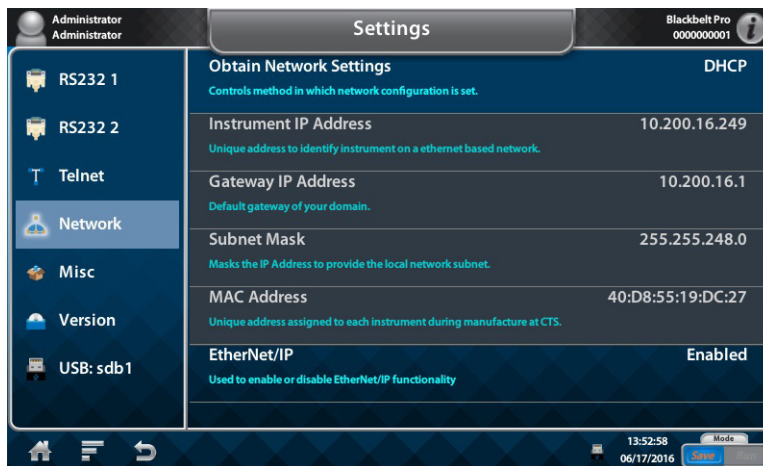 Administrator
Administrator
Settings
Blackbelt Pro
0000000001
i
RS232 1
RS232 2
Telnet
Network
Misc
Version
USB: sdb1
Obtain Network Settings
DHCP
Controls method in which network configuration is set.
Instrument IP Address
10.200.16.249
Unique address to identify instrument on a ethernet based network.
Gateway IP Address
10.200.16.1
Default gateway of your domain.
Subnet Mask
255.255.248.0
Masks the IP Address to provide the local network subnet.
MAC Address
40:D8:55:19:DC:27
Unique address assigned to each instrument during manufacture at CTS.
EtherNet/IP
Enabled
Used to enable or disable EtherNet/IP functionality
13:52:58
06/17/2016
Mode
Save
Run